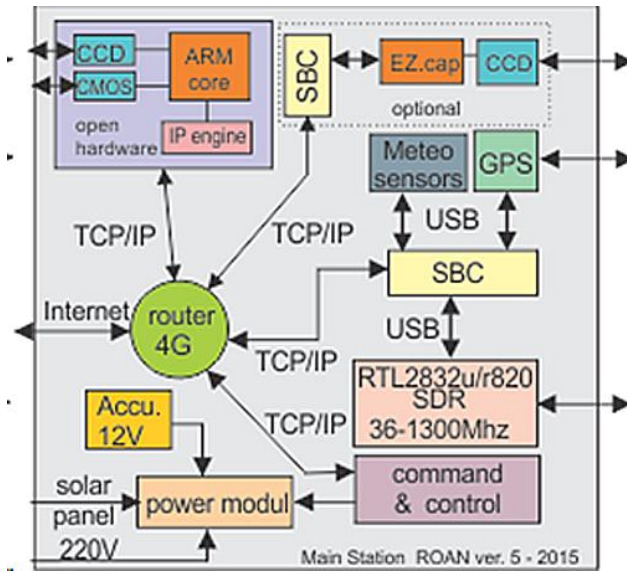 CCD
CMOS
ARM
core
open
hardware
IP engine
SBC
EZ.cap
CCD
optional
Meteo
sensors
GPS
TCP/IP
TCP/IP
USB
SBC
Internet
router
4G
TCP/IP
USB
RTL2832u/r820
SDR
36-1300Mhz
Accu.
12V
TCP/IP
command
& control
solar
panel
power modul
220V
Main Station ROAN ver. 5 - 2015